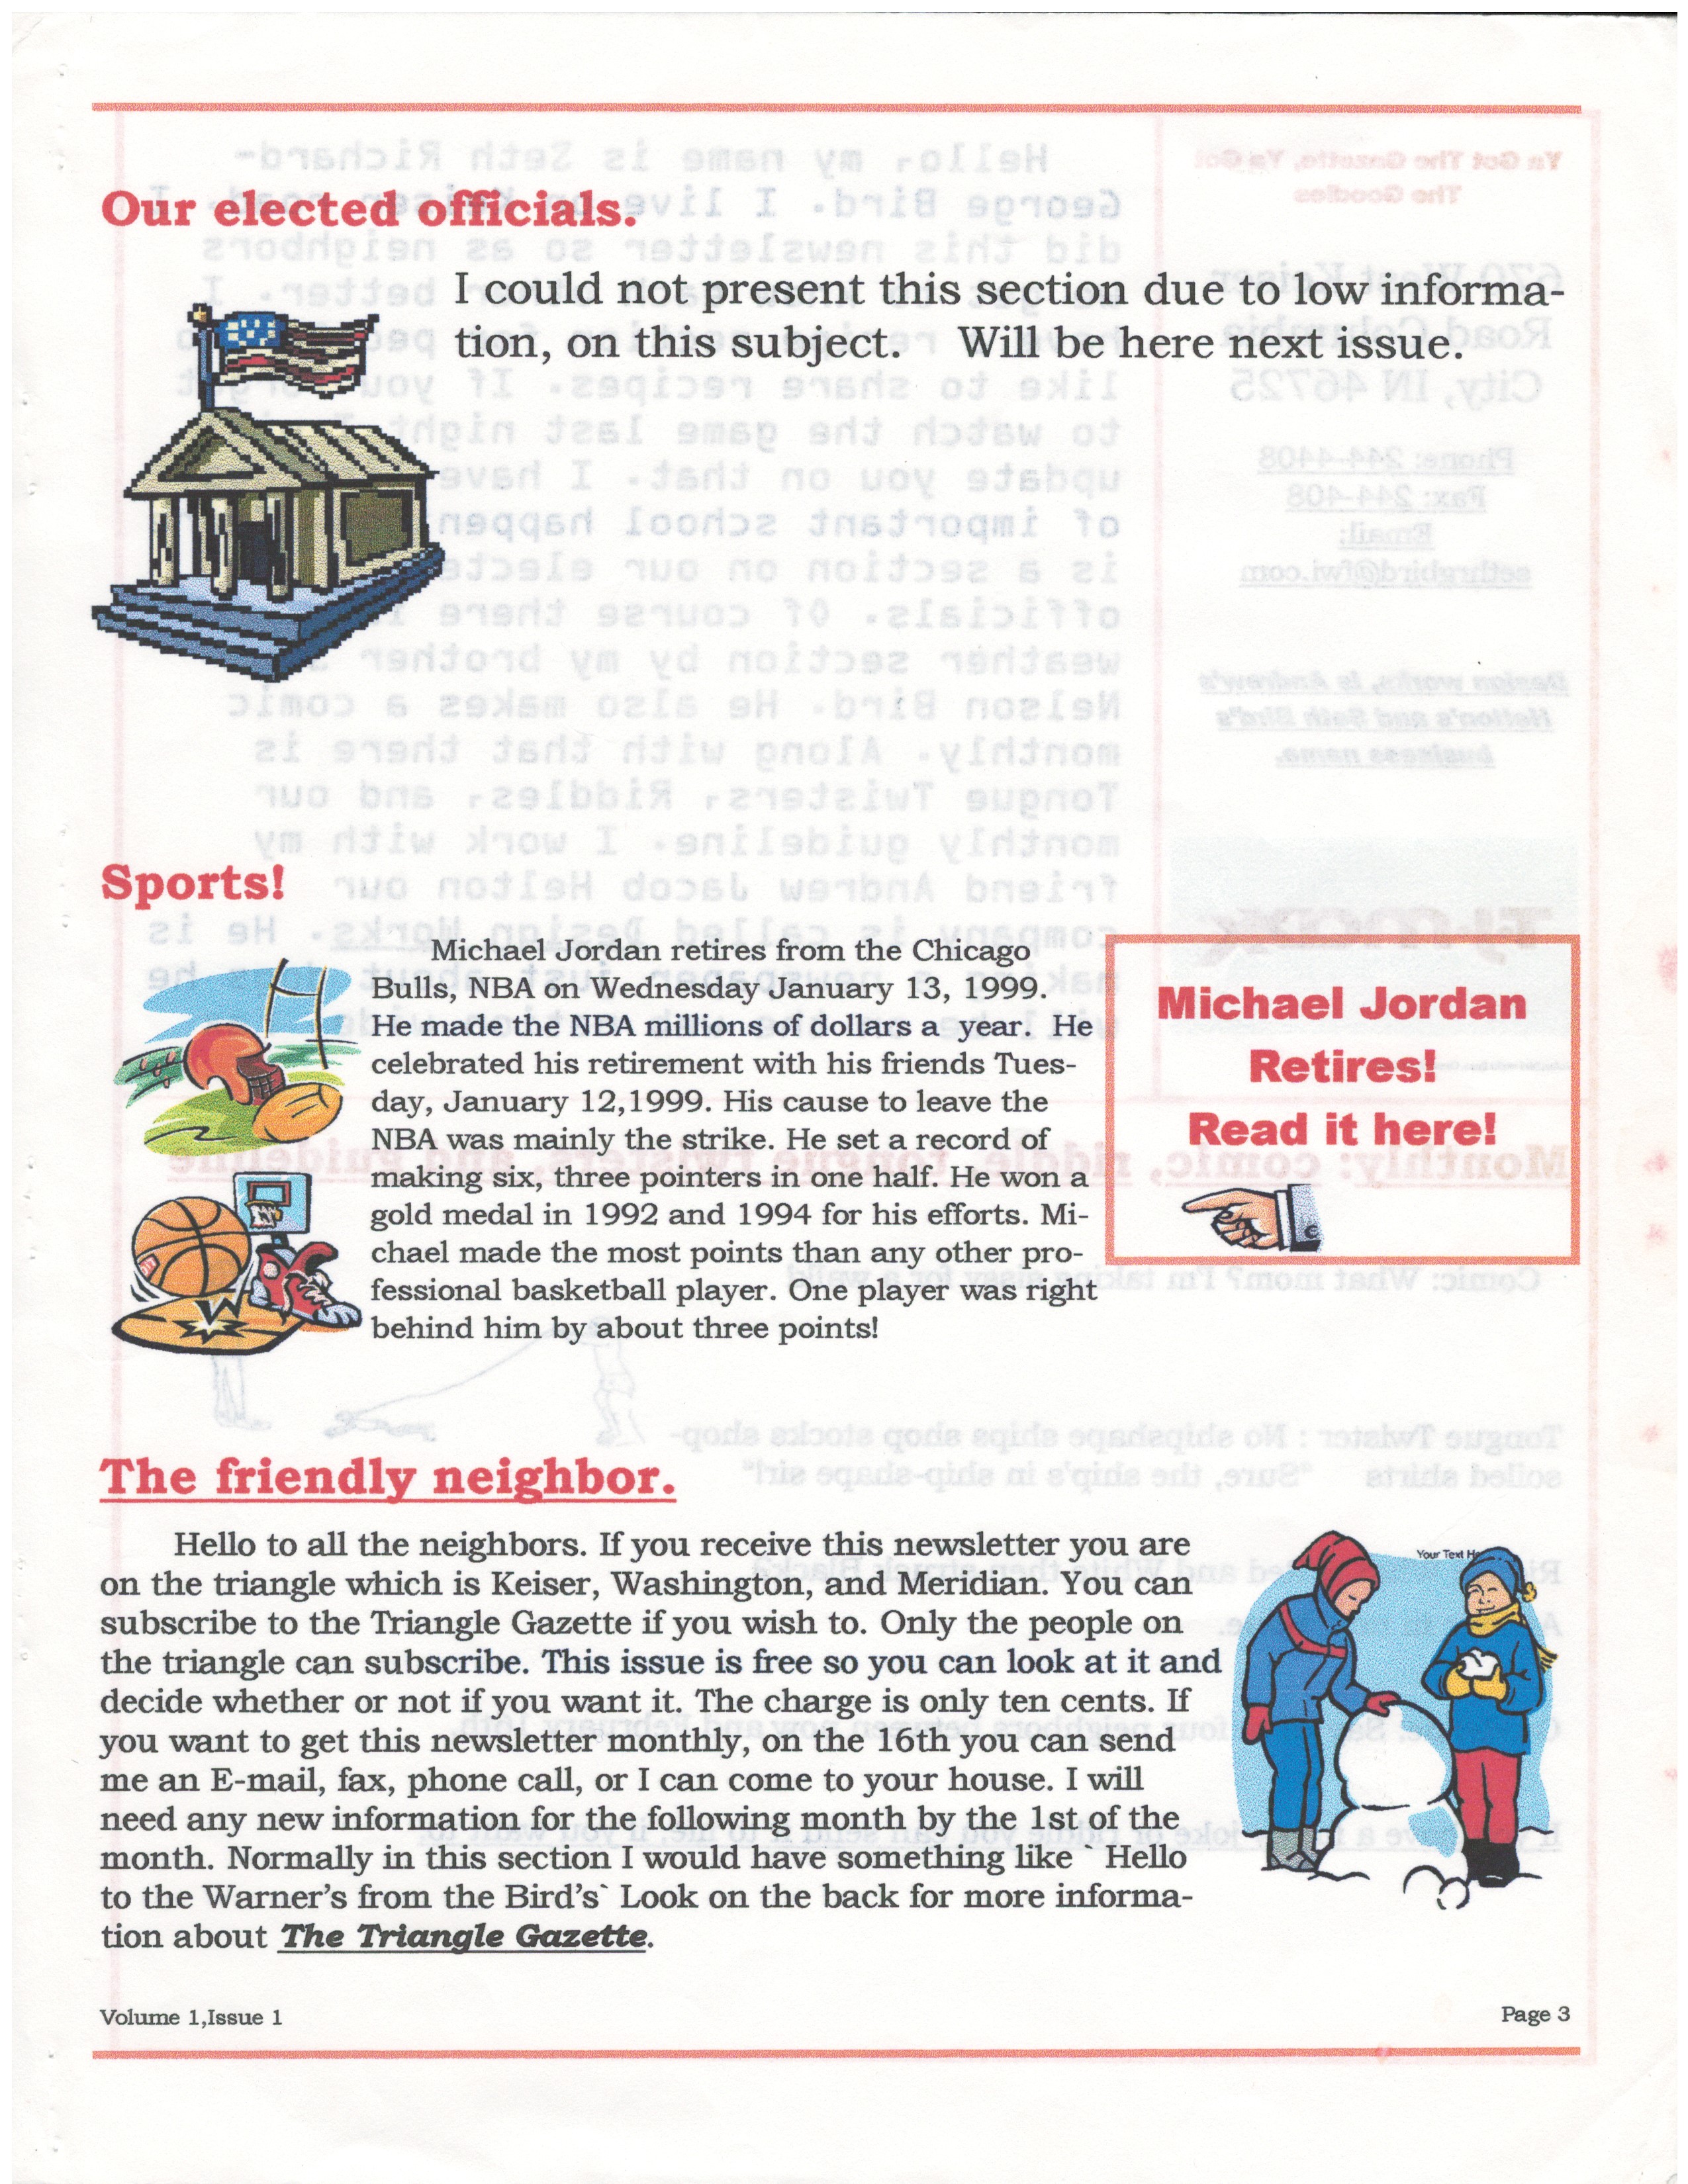 Our elected officials.
I could not present this section due to low informa-
tion, on this subject.    Will be here next issue.
Sports!
Michael Jordan retires from the Chicago
Bulls, NBA on Wednesday January 13, 1999.
He made the NBA millions of dollars a year.  He
celebrated his retirement with his friends Tues-
day, January 12,1999. His cause to leave the
NBA was mainly the strike. He set a record of
making six, three pointers in one half. He won a
gold medal in 1992 and 1994 for his efforts. Mi-
chael made the most points than any other pro-
fessional basketball player. One player was right
behind him by about three points!
Michael Jordan
Retires!
Read it here!
The friendly neighbor.
Hello to all the neighbors. If you receive this newsletter you are
on the triangle which is Keiser, Washington, and Meridian. You can
subscribe to the Triangle Gazette if you wish to. Only the people on
the triangle can subscribe. This issue is free so you can look at it and
decide whether or not if you want it. The charge is only ten cents. If
you want to get this newsletter monthly, on the 16th you can send
me an E-mail, fax, phone call, or I can come to your house. I will
need any new information for the following month by the 1st of the
month. Normally in this section I would have something like ` Hello
to the Warner's from the Bird's` Look on the back for more informa-
tion about The Triangle Gazette.
Your Text
Volume 1,Issue 1
Page 3